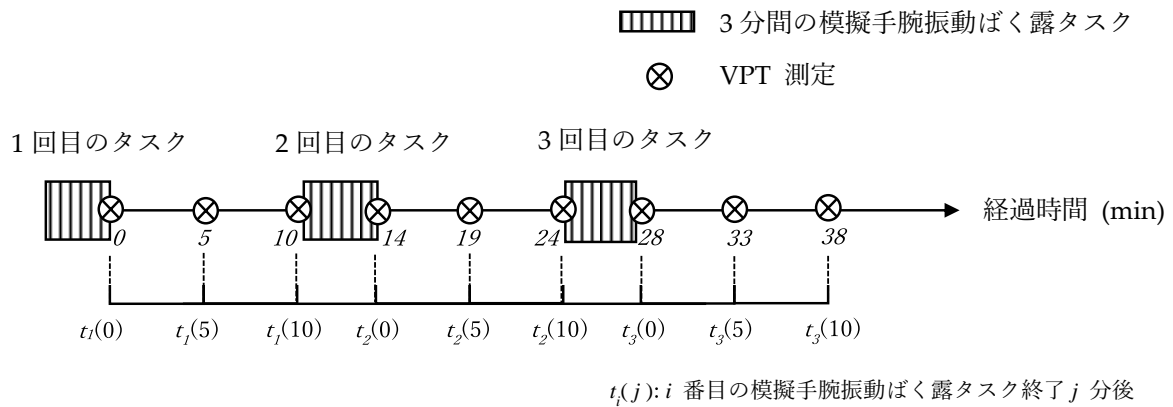 3 分間の模擬手腕振動ばく露タスク
VPT 測定
1 回目のタスク 2 回目のタスク 3 回目のタスク
経過時間 (min)
0 5 10 14 19 24 28 33 38
t1(0) t1(5) t1(10) t2(0) t2(5) t2(10) t3(0) t3(5) t3(10)
ti(j): i 番目の模擬手腕振動ばく露タスク終了 j 分後